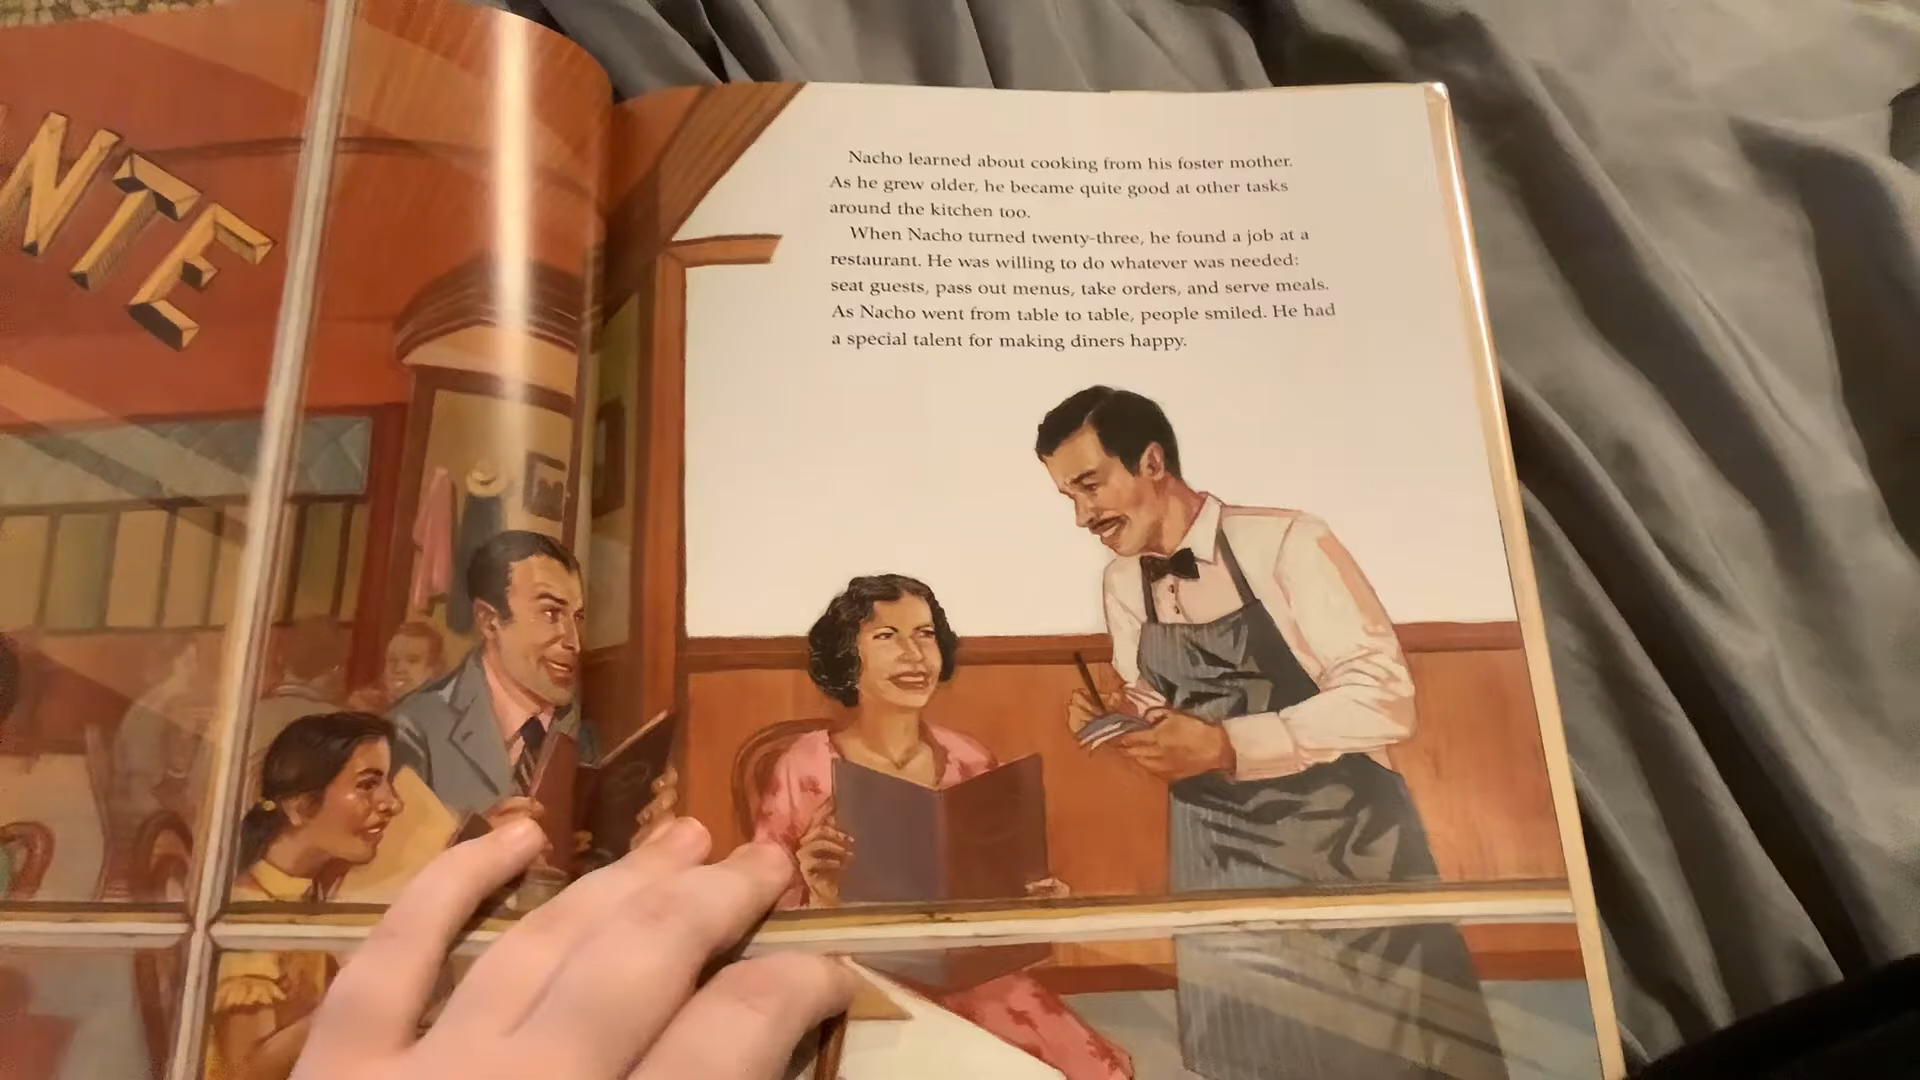 NTE
Nacho learned about cooking from his foster mother.
As he grew older, he became quite good at other tasks
around the kitchen too.
When Nacho turned twenty-three, he found a job at a
restaurant. He was willing to do whatever was needed:
seat guests, pass out menus, take orders, and serve meals.
As Nacho went from table to table, people smiled. He had
a special talent for making diners happy.